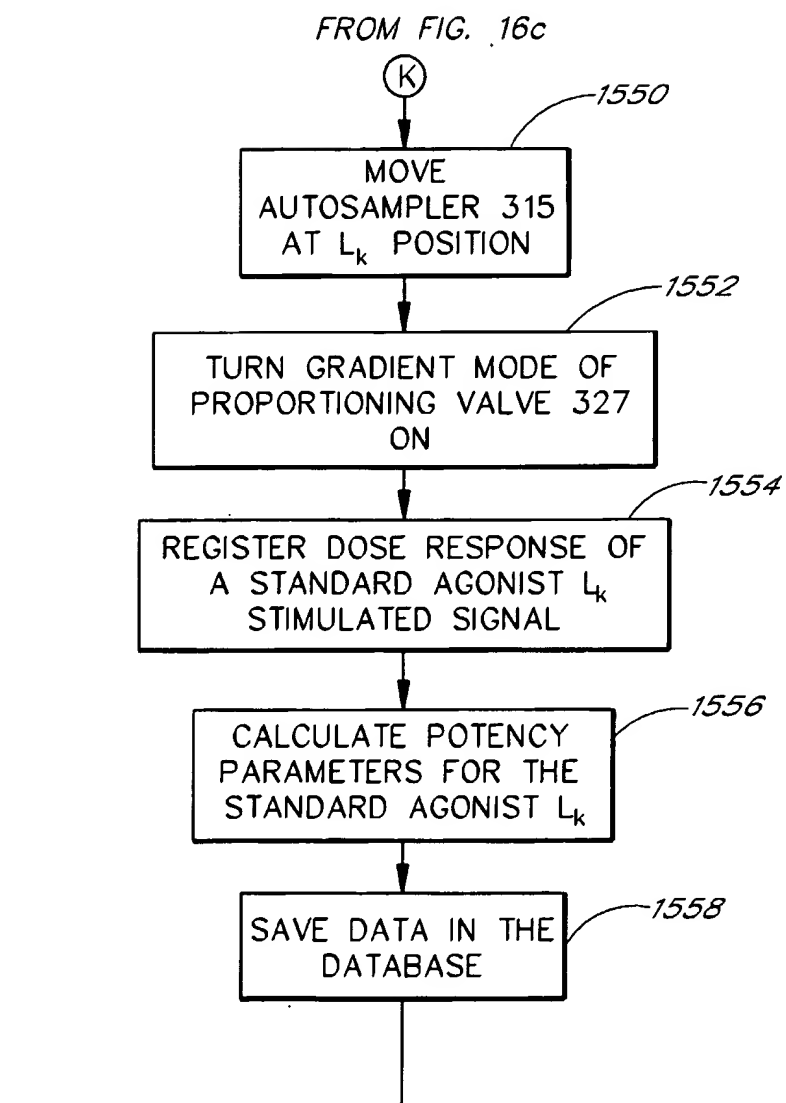 FROM FIG. 16c
K
1550
MOVE
AUTOSAMPLER 315
AT Lk POSITION
1552
TURN GRADIENT MODE OF
PROPORTIONING VALVE 327
ON
1554
REGISTER DOSE RESPONSE OF
A STANDARD AGONIST Lk
STIMULATED SIGNAL
1556
CALCULATE POTENCY
PARAMETERS FOR THE
STANDARD AGONIST Lk
1558
SAVE DATA IN THE
DATABASE